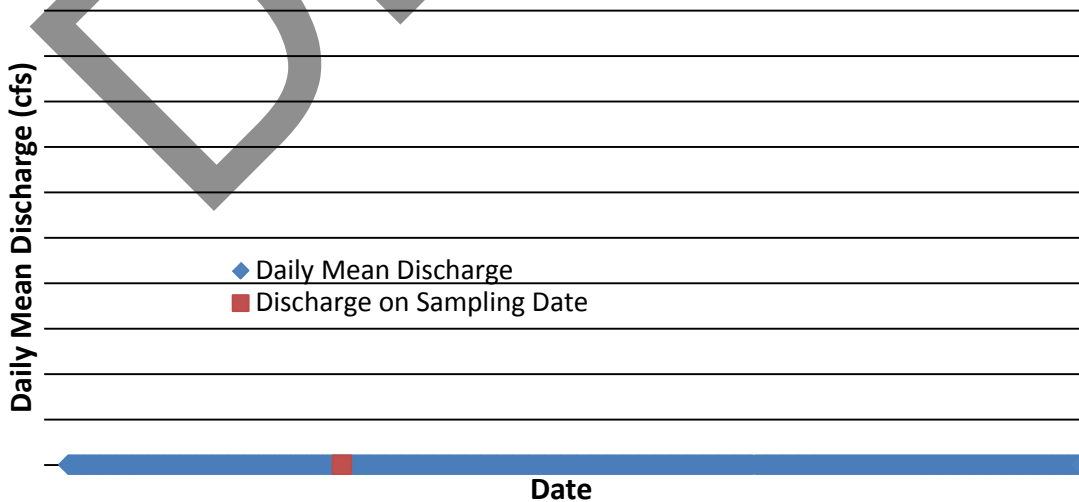 Daily Mean Discharge (cfs)
Daily Mean Discharge
Discharge on Sampling Date
Date